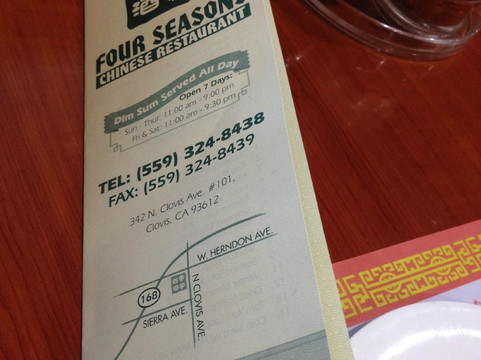 酒
FOUR SEASONS
CHINESE RESTAURANT
Dim Sum Served All Day
Open 7 Days:
Sun - Thur: 11:00 am - 9:00 pm
Fri & Sat: 11:00 am - 9:30 pm
TEL: (559) 324-8438
FAX: (559) 324-8439
342 N. Clovis Ave. #101,
Clovis, CA 93612
W. HERNDON AVE.
168
SIERRA AVE.
N CLOVIS AVE.